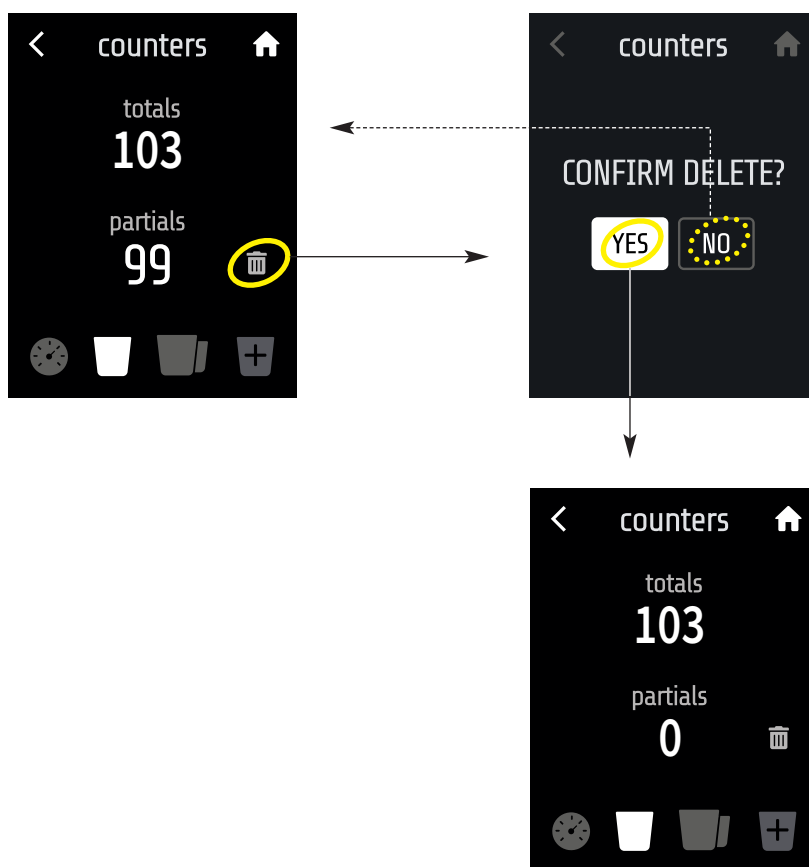 counters
totals
103
partials
99
counters
CONFIRM DELETE?
YES
NO
counters
totals
103
partials
0